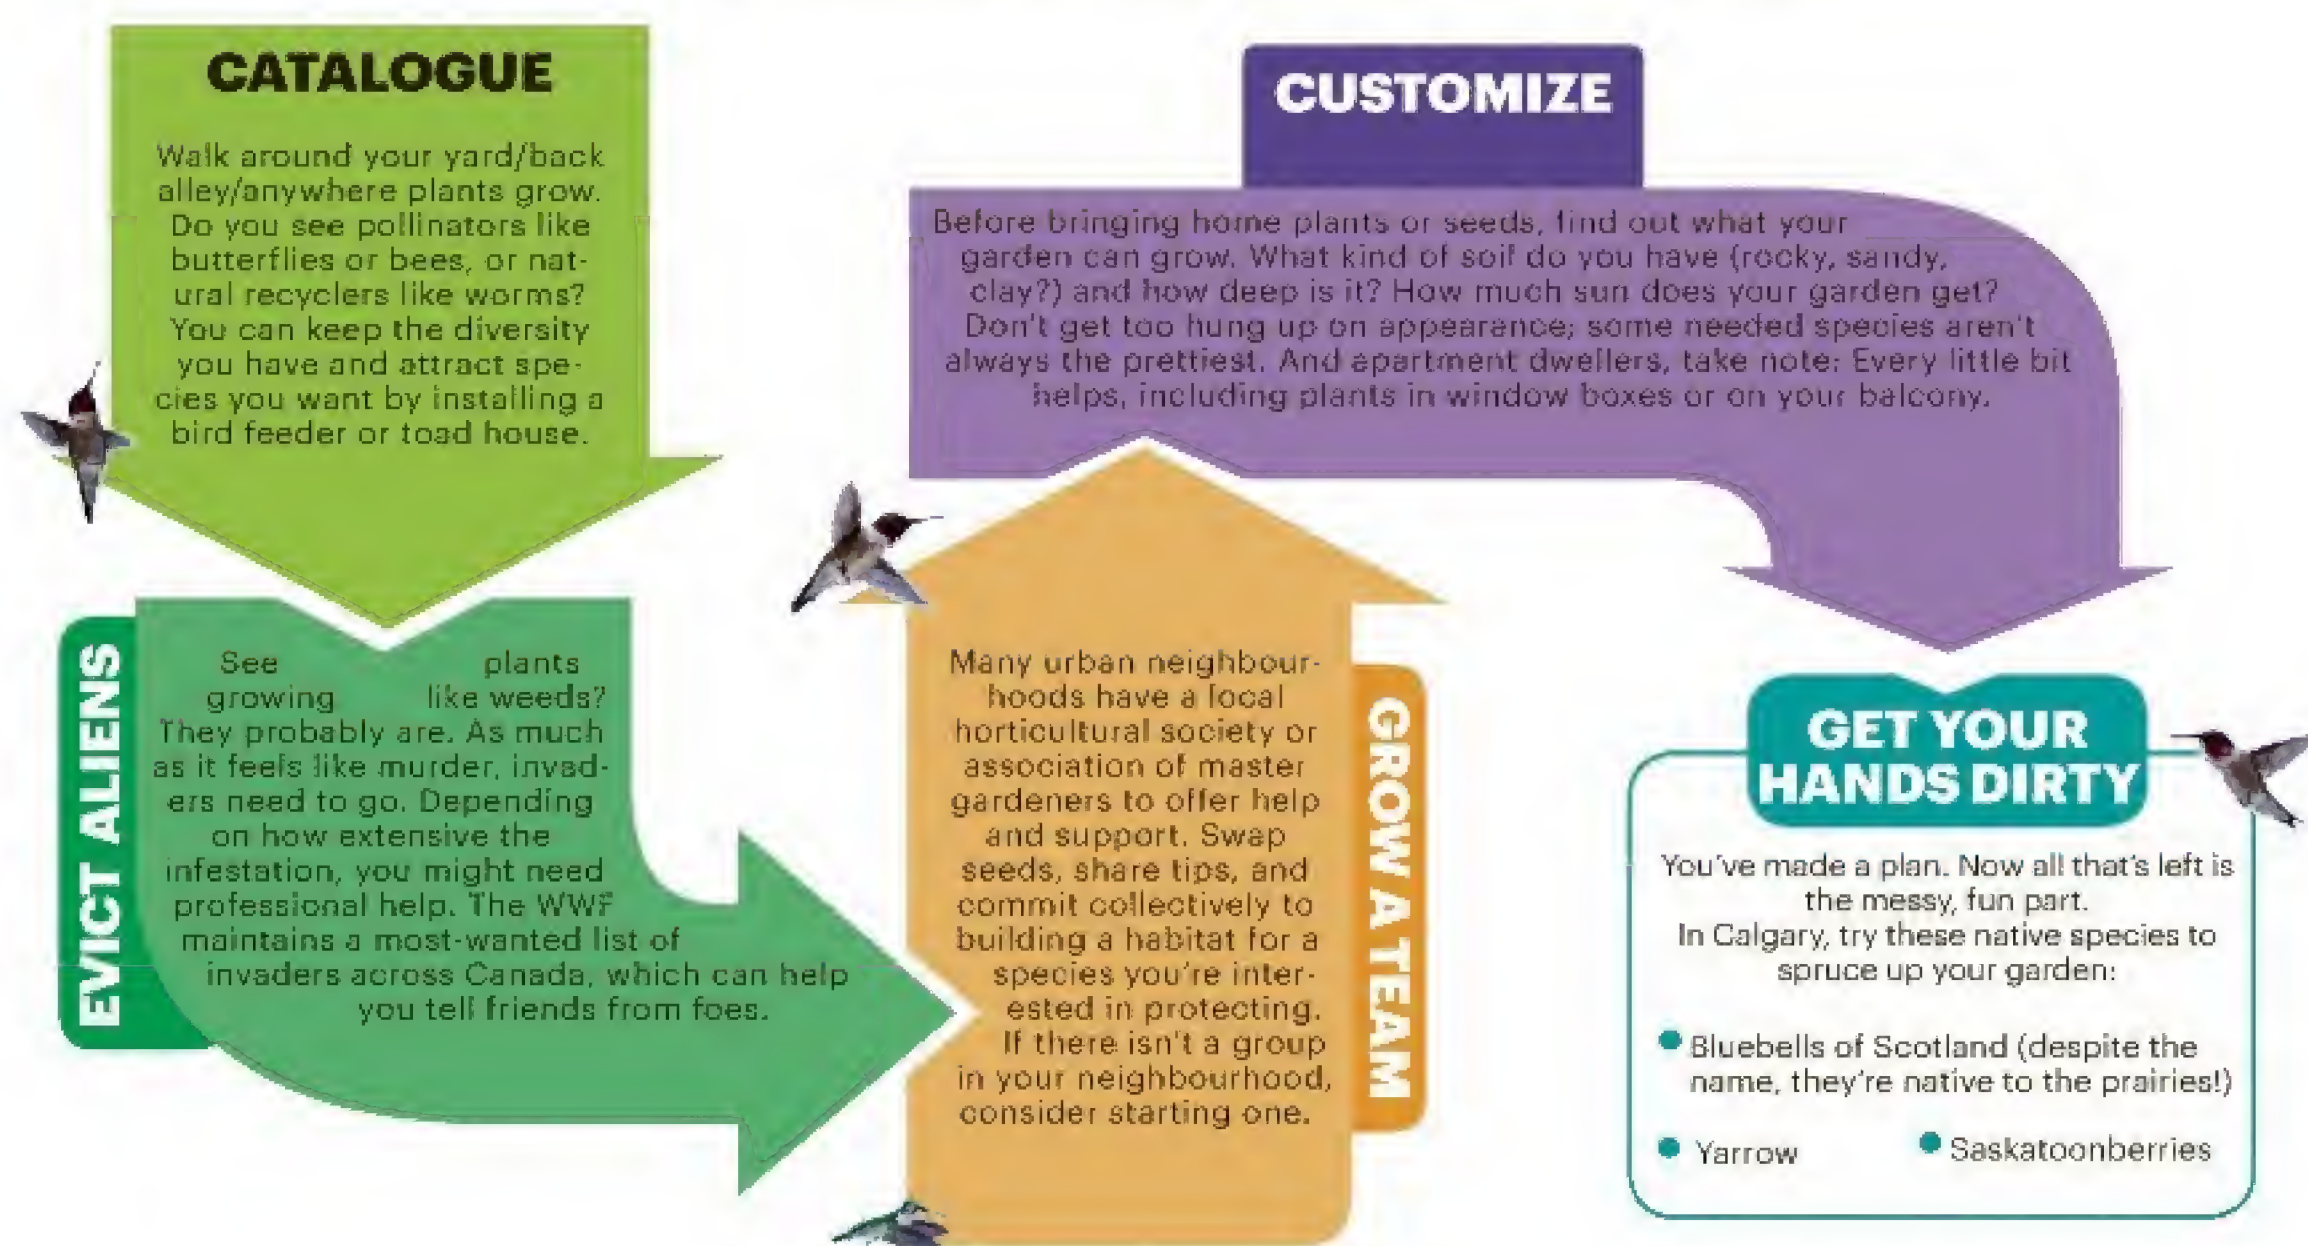 CATALOGUE
Walk around your yard/back
alley/anywhere plants grow.
Do you see pollinators like
butterflies or bees, or nat-
ural recyclers like worms?
You can keep the diversity
you have and attract spe-
cies you want by installing a
bird feeder or toad house.
EVICT ALIENS
See plants
growing like weeds?
They probably are. As much
as it feels like murder, invad-
ers need to go. Depending
on how extensive the
infestation, you might need
professional help. The WWF
maintains a most-wanted list of
invaders across Canada, which can help
you tell friends from foes.
GROW A TEAM
Many urban neighbour-
hoods have a local
horticultural society or
association of master
gardeners to offer help
and support. Swap
seeds, share tips, and
commit collectively to
building a habitat for a
species you're inter-
ested in protecting.
If there isn't a group
in your neighbourhood,
consider starting one.
CUSTOMIZE
Before bringing home plants or seeds, find out what your
garden can grow. What kind of soil do you have (rocky, sandy,
clay?) and how deep is it? How much sun does your garden get?
Don't get too hung up on appearance; some needed species aren't
always the prettiest. And apartment dwellers, take note: Every little bit
helps, including plants in window boxes or on your balcony.
GET YOUR
HANDS DIRTY
You've made a plan. Now all that's left is
the messy, fun part.
In Calgary, try these native species to
spruce up your garden:
● Bluebells of Scotland (despite the
name, they're native to the prairies!)
● Yarrow ● Saskatoonberries